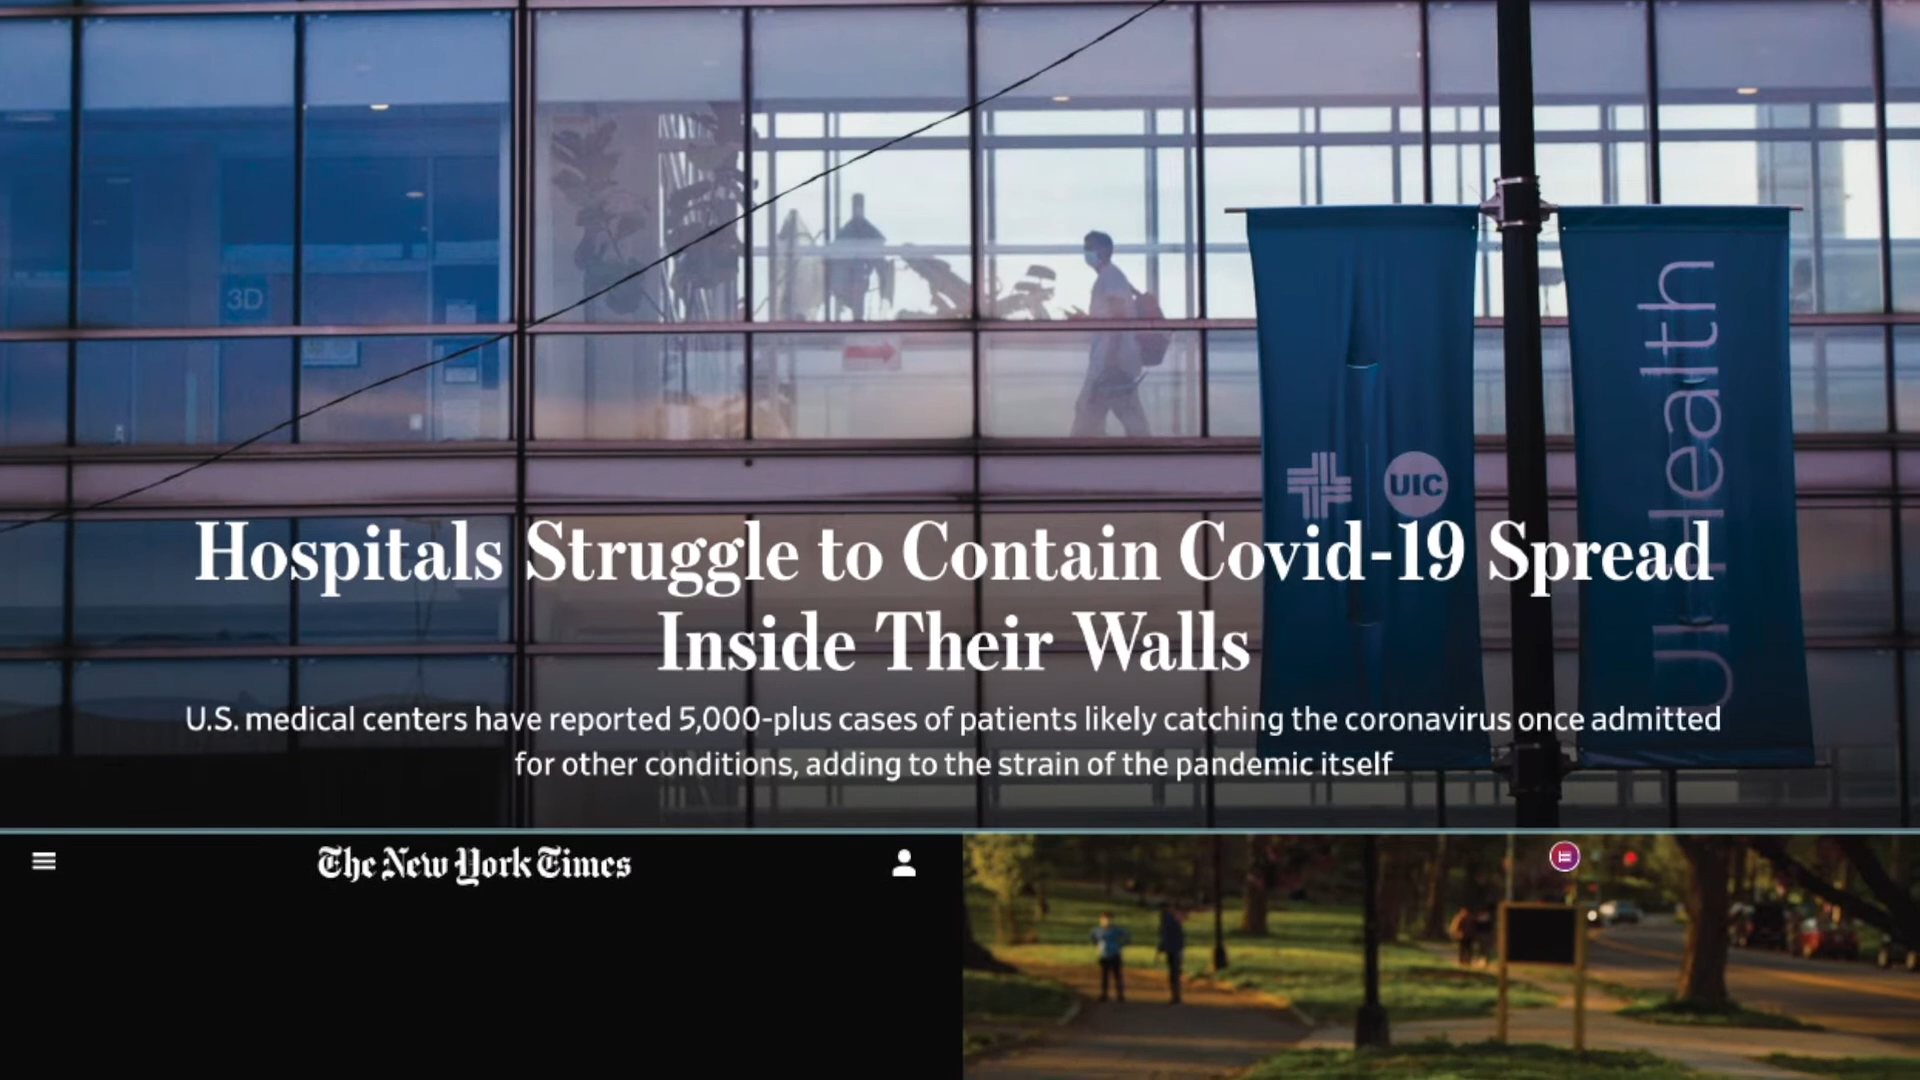 3D
UIC
UI Health
Hospitals Struggle to Contain Covid-19 Spread
Inside Their Walls
U.S. medical centers have reported 5,000-plus cases of patients likely catching the coronavirus once admitted
for other conditions, adding to the strain of the pandemic itself
The New York Times